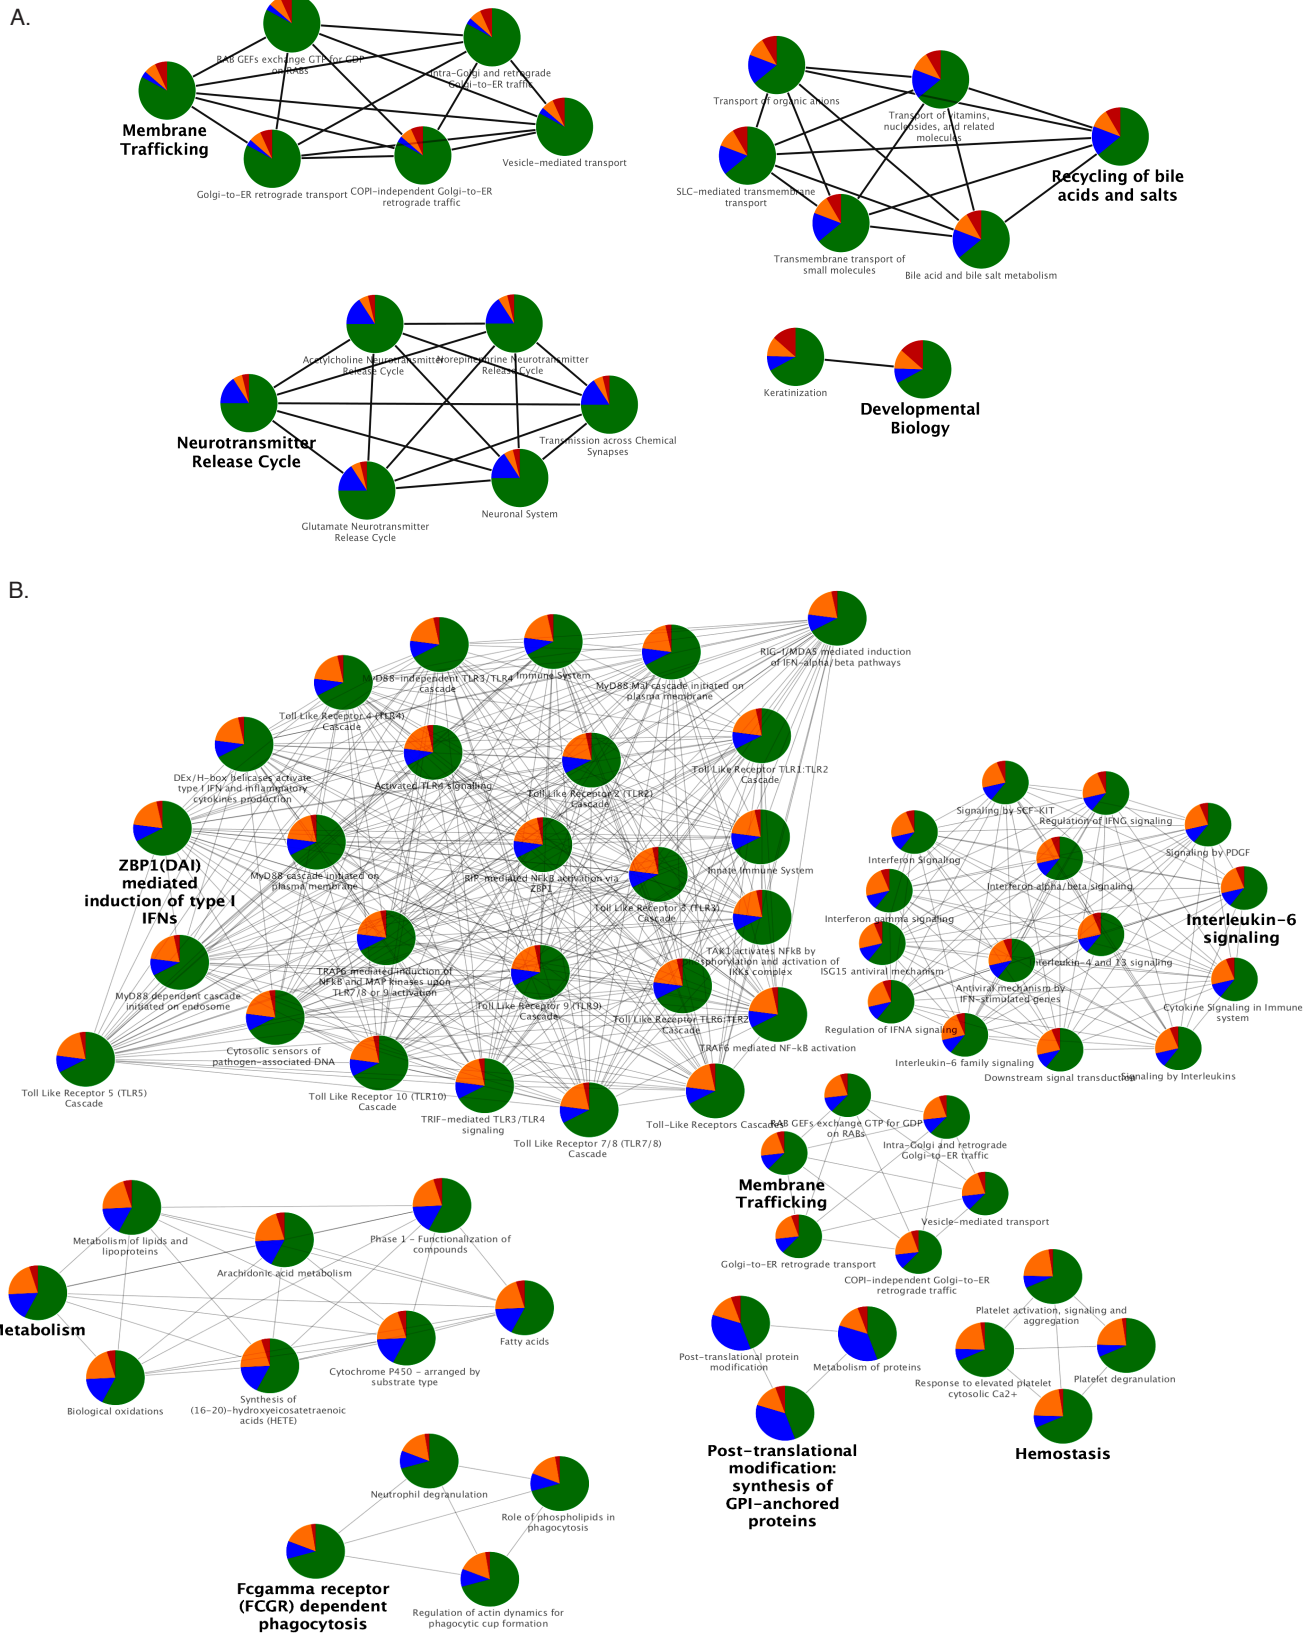 A.
RAB GEFs exchange GTP for GDP
on RABs
Intra-Golgi and retrograde
Golgi-to-ER traffic
Membrane
Trafficking
Vesicle-mediated transport
Golgi-to-ER retrograde transport
COPI-independent Golgi-to-ER
retrograde traffic
Transport of organic anions
Transport of vitamins,
nucleosides, and related
molecules
Recycling of bile
acids and salts
SLC-mediated transmembrane
transport
Transmembrane transport of
small molecules
Bile acid and bile salt metabolism
Acetylcholine Neurotransmitter
Release Cycle
Norepinephrine Neurotransmitter
Release Cycle
Neurotransmitter
Release Cycle
Transmission across Chemical
Synapses
Glutamate Neurotransmitter
Release Cycle
Neuronal System
Keratinization
Developmental
Biology
B.
RIG-I/MDA5 mediated induction
of IFN-alpha/beta pathways
MyD88-independent TLR3/TLR4
cascade
Immune System
MyD88:Mal cascade initiated on
plasma membrane
Toll Like Receptor 4 (TLR4)
Cascade
DEx/H-box helicases activate
type I IFN and inflammatory
cytokines production
Activated TLR4 signalling
Toll Like Receptor 2 (TLR2)
Cascade
Toll Like Receptor TLR1:TLR2
Cascade
ZBP1(DAI)
mediated
induction of type I
IFNs
MyD88 cascade initiated on
plasma membrane
RIP-mediated NFkB activation via
ZBP1
Toll Like Receptor 3 (TLR3)
Cascade
Innate Immune System
TAK1 activates NFkB by
phosphorylation and activation of
IKKs complex
MyD88 dependent cascade
initiated on endosome
TRAF6 mediated induction of
NFkB and MAP kinases upon
TLR7/8 or 9 activation
Toll Like Receptor 9 (TLR9)
Cascade
Toll Like Receptor TLR6:TLR2
Cascade
TRAF6 mediated NF-kB activation
Cytosolic sensors of
pathogen-associated DNA
Toll Like Receptor 5 (TLR5)
Cascade
Toll Like Receptor 10 (TLR10)
Cascade
TRIF-mediated TLR3/TLR4
signaling
Toll Like Receptor 7/8 (TLR7/8)
Cascade
Toll-Like Receptors Cascades
Signaling by SCF-KIT
Regulation of IFNG signaling
Interferon Signaling
Signaling by PDGF
Interferon alpha/beta signaling
Interferon gamma signaling
Interleukin-6
signaling
ISG15 antiviral mechanism
Interleukin-4 and 13 signaling
Antiviral mechanism by
IFN-stimulated genes
Cytokine Signaling in Immune
system
Regulation of IFNA signaling
Interleukin-6 family signaling
Downstream signal transduction
Signaling by Interleukins
RAB GEFs exchange GTP for GDP
on RABs
Intra-Golgi and retrograde
Golgi-to-ER traffic
Membrane
Trafficking
Vesicle-mediated transport
Golgi-to-ER retrograde transport
COPI-independent Golgi-to-ER
retrograde traffic
Metabolism of lipids and
lipoproteins
Phase 1 - Functionalization of
compounds
Arachidonic acid metabolism
Metabolism
Fatty acids
Biological oxidations
Synthesis of
(16-20)-hydroxyeicosatetraenoic
acids (HETE)
Cytochrome P450 - arranged by
substrate type
Post-translational protein
modification
Metabolism of proteins
Post-translational
modification:
synthesis of
GPI-anchored
proteins
Platelet activation, signaling and
aggregation
Response to elevated platelet
cytosolic Ca2+
Platelet degranulation
Hemostasis
Neutrophil degranulation
Role of phospholipids in
phagocytosis
Fcgamma receptor
(FCGR) dependent
phagocytosis
Regulation of actin dynamics for
phagocytic cup formation